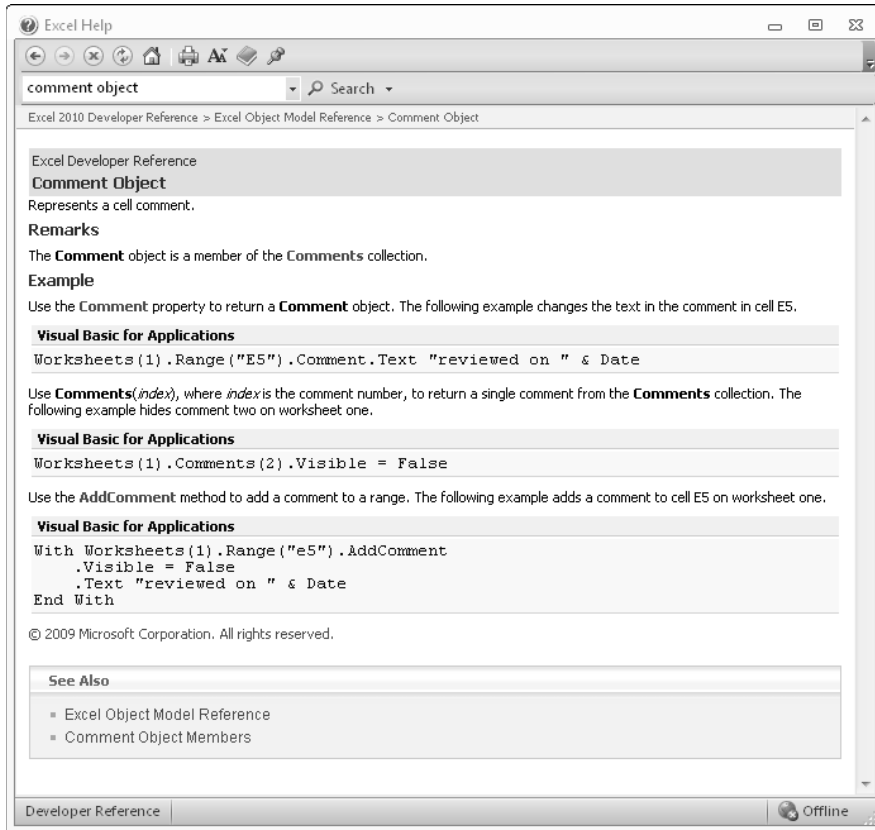 Excel Help
comment object
Search
Excel 2010 Developer Reference > Excel Object Model Reference > Comment Object
Excel Developer Reference
Comment Object
Represents a cell comment.
Remarks
The Comment object is a member of the Comments collection.
Example
Use the Comment property to return a Comment object. The following example changes the text in the comment in cell E5.
Visual Basic for Applications
Worksheets(1).Range("E5").Comment.Text "reviewed on " & Date
Use Comments(index), where index is the comment number, to return a single comment from the Comments collection. The
following example hides comment two on worksheet one.
Visual Basic for Applications
Worksheets(1).Comments(2).Visible = False
Use the AddComment method to add a comment to a range. The following example adds a comment to cell E5 on worksheet one.
Visual Basic for Applications
With Worksheets(1).Range("e5").AddComment
.Visible = False
.Text "reviewed on " & Date
End With
© 2009 Microsoft Corporation. All rights reserved.
See Also
Excel Object Model Reference
Comment Object Members
Developer Reference
Offline